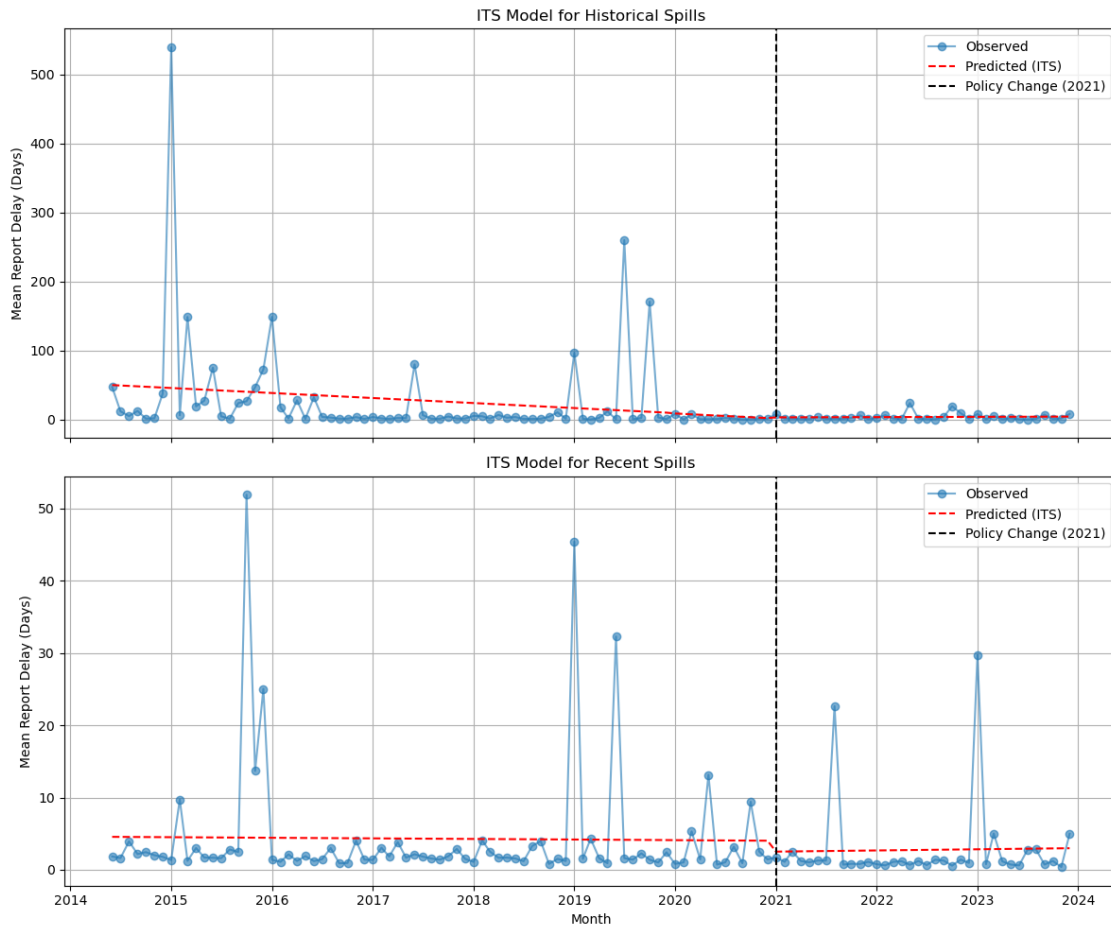 ITS Model for Historical Spills
Observed
Predicted (ITS)
Policy Change (2021)
Mean Report Delay (Days)
500
400
300
200
100
0
ITS Model for Recent Spills
Observed
Predicted (ITS)
Policy Change (2021)
Mean Report Delay (Days)
50
40
30
20
10
0
2014 2015 2016 2017 2018 2019 2020 2021 2022 2023 2024
Month